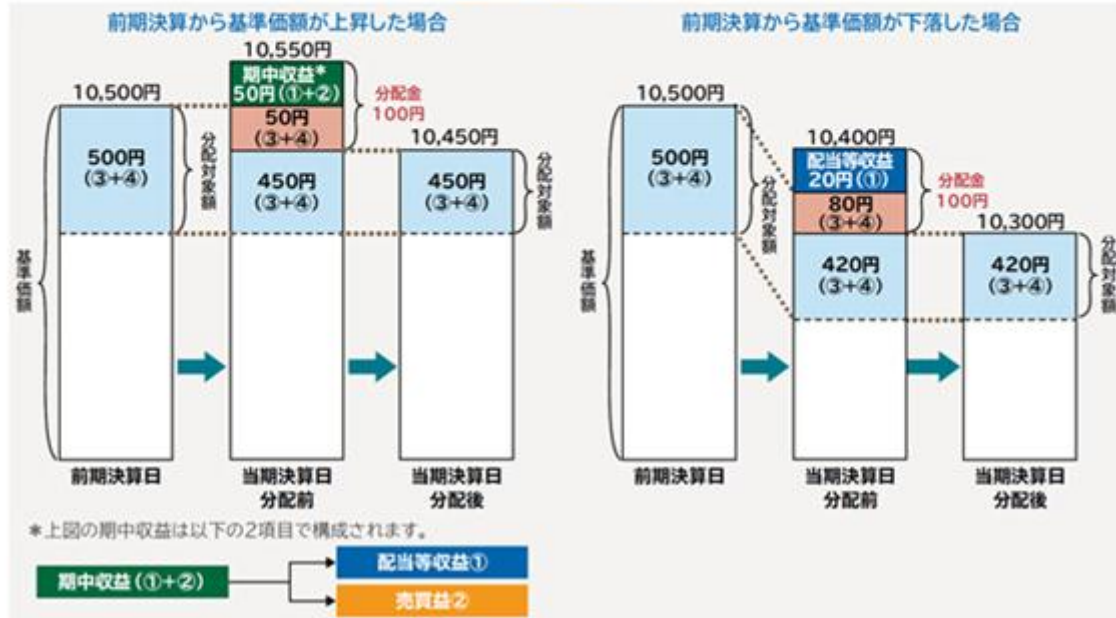 前期決算から基準価額が上昇した場合
10,500円
500円
(③+④)
分配対象額
基準価額
前期決算日
10,550円
期中収益*
50円(①+②)
50円
(③+④)
分配金
100円
450円
(③+④)
当期決算日
分配前
10,450円
450円
(③+④)
分配対象額
当期決算日
分配後
前期決算から基準価額が下落した場合
10,500円
500円
(③+④)
分配対象額
基準価額
前期決算日
10,400円
配当等収益
20円(①)
80円
(③+④)
分配金
100円
420円
(③+④)
当期決算日
分配前
10,300円
420円
(③+④)
分配対象額
当期決算日
分配後
*上図の期中収益は以下の2項目で構成されます。
期中収益(①+②)
配当等収益①
売買益②